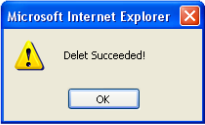 Microsoft Internet Explorer
Delet Succeeded!
OK